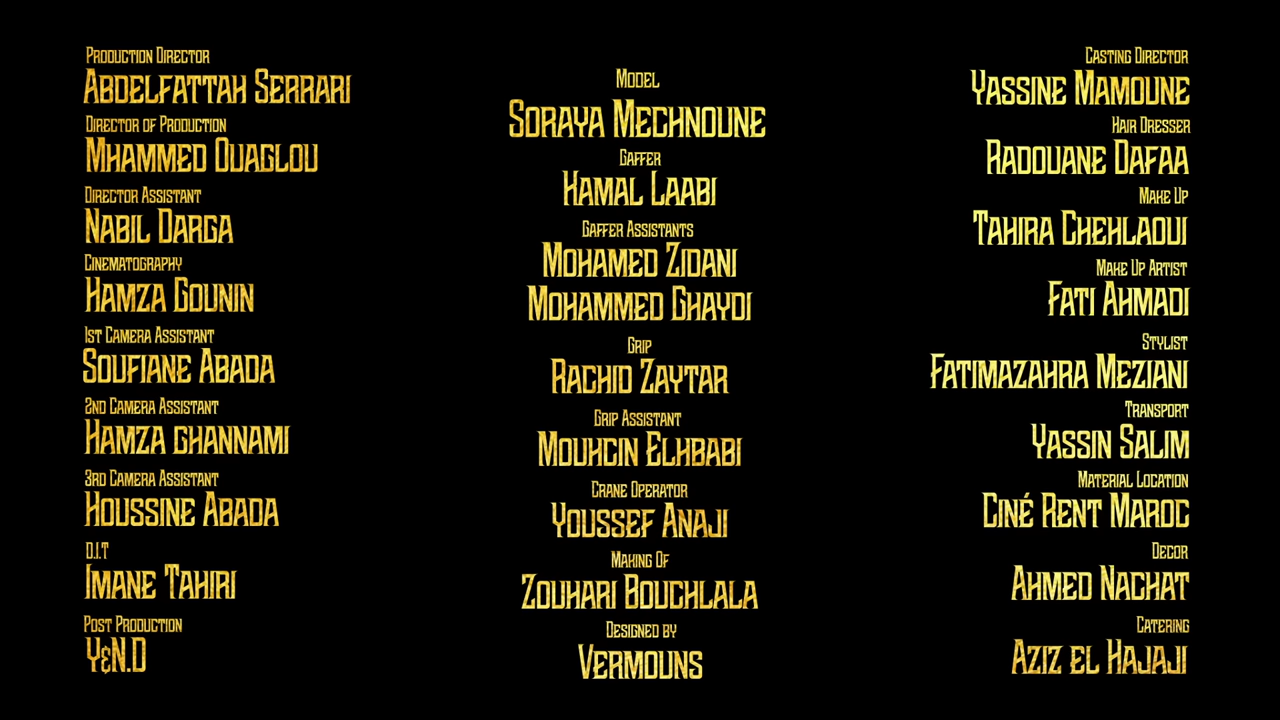 Production Director
Abdelfattah Serrari
Director of Production
Mhammed Ouaglou
Director Assistant
Nabil Darga
Cinematography
Hamza Gounin
1st Camera Assistant
Soufiane Abada
2nd Camera Assistant
Hamza ghannami
3rd Camera Assistant
Houssine Abada
D.I.T
Imane Tahiri
Post Production
Y&N.D
Model
Soraya Mechnoune
Gaffer
Kamal Laabi
Gaffer Assistants
Mohamed Zidani
Mohammed Ghaydi
Grip
Rachid Zaytar
Grip Assistant
Mouhcin Elhbabi
Crane Operator
Youssef Anaji
Making Of
Zouhari Bouchlala
Designed by
Vermouns
Casting Director
Yassine Mamoune
Hair Dresser
Radouane Dafaa
Make Up
Tahira Chehlaoui
Make Up Artist
Fati Ahmadi
Stylist
Fatimazahra Meziani
Transport
Yassin Salim
Material Location
Ciné Rent Maroc
Decor
Ahmed Nachat
Catering
Aziz el Hajaji